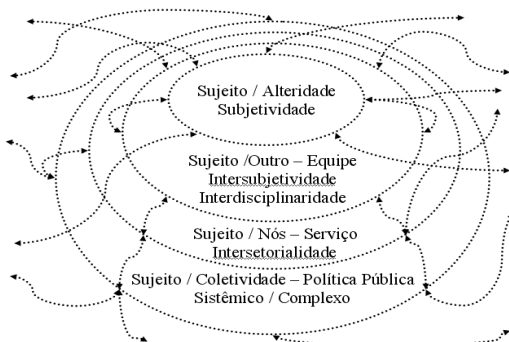 Sujeito / Alteridade
Subjetividade
Sujeito /Outro – Equipe
Intersubjetividade
Interdisciplinaridade
Sujeito / Nós – Serviço
Intersetorialidade
Sujeito / Coletividade – Política Pública
Sistêmico / Complexo